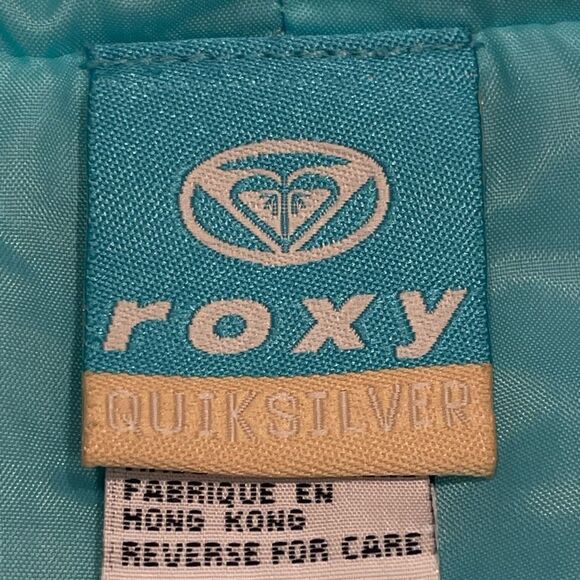 roxy
QUIKSILVER
FABRIQUE EN
HONG KONG
REVERSE FOR CARE